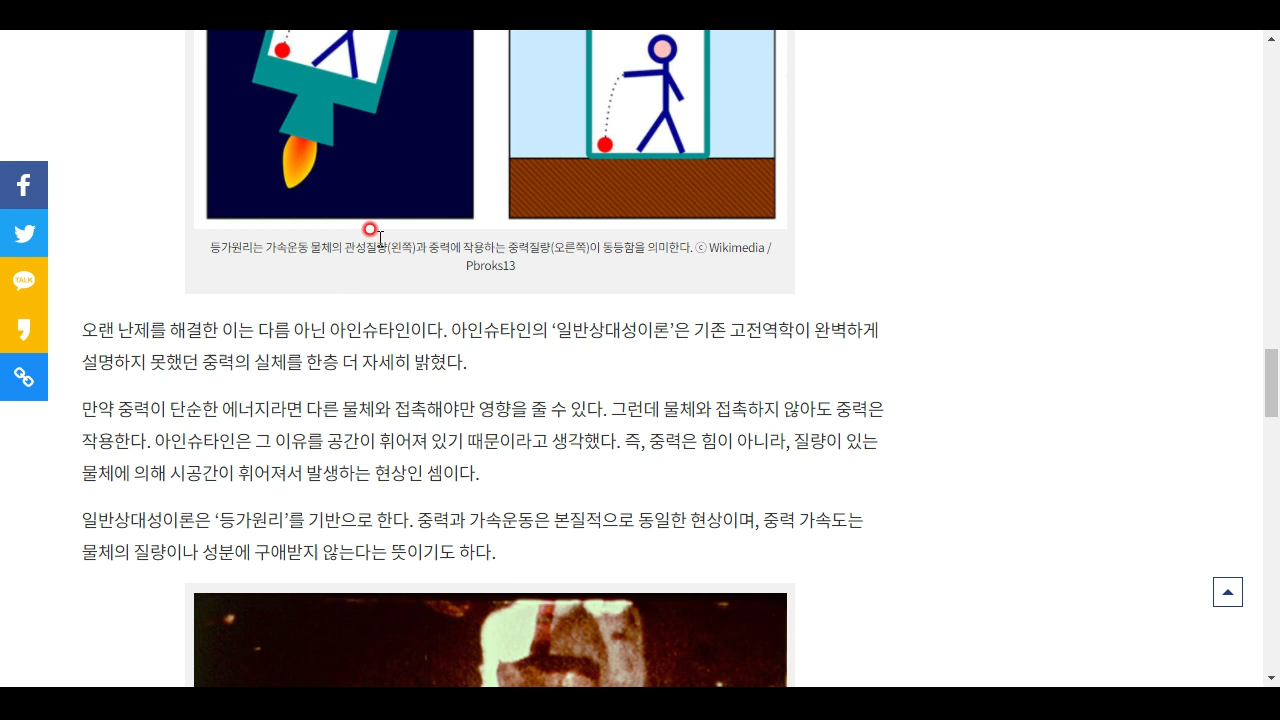 TALK
등가원리는 가속운동 물체의 관성질량(왼쪽)과 중력에 작용하는 중력질량(오른쪽)이 동등함을 의미한다. ⓒ Wikimedia /
Pbroks13
오랜 난제를 해결한 이는 다름 아닌 아인슈타인이다. 아인슈타인의 ‘일반상대성이론’은 기존 고전역학이 완벽하게
설명하지 못했던 중력의 실체를 한층 더 자세히 밝혔다.
만약 중력이 단순한 에너지라면 다른 물체와 접촉해야만 영향을 줄 수 있다. 그런데 물체와 접촉하지 않아도 중력은
작용한다. 아인슈타인은 그 이유를 공간이 휘어져 있기 때문이라고 생각했다. 즉, 중력은 힘이 아니라, 질량이 있는
물체에 의해 시공간이 휘어져서 발생하는 현상인 셈이다.
일반상대성이론은 ‘등가원리’를 기반으로 한다. 중력과 가속운동은 본질적으로 동일한 현상이며, 중력 가속도는
물체의 질량이나 성분에 구애받지 않는다는 뜻이기도 하다.